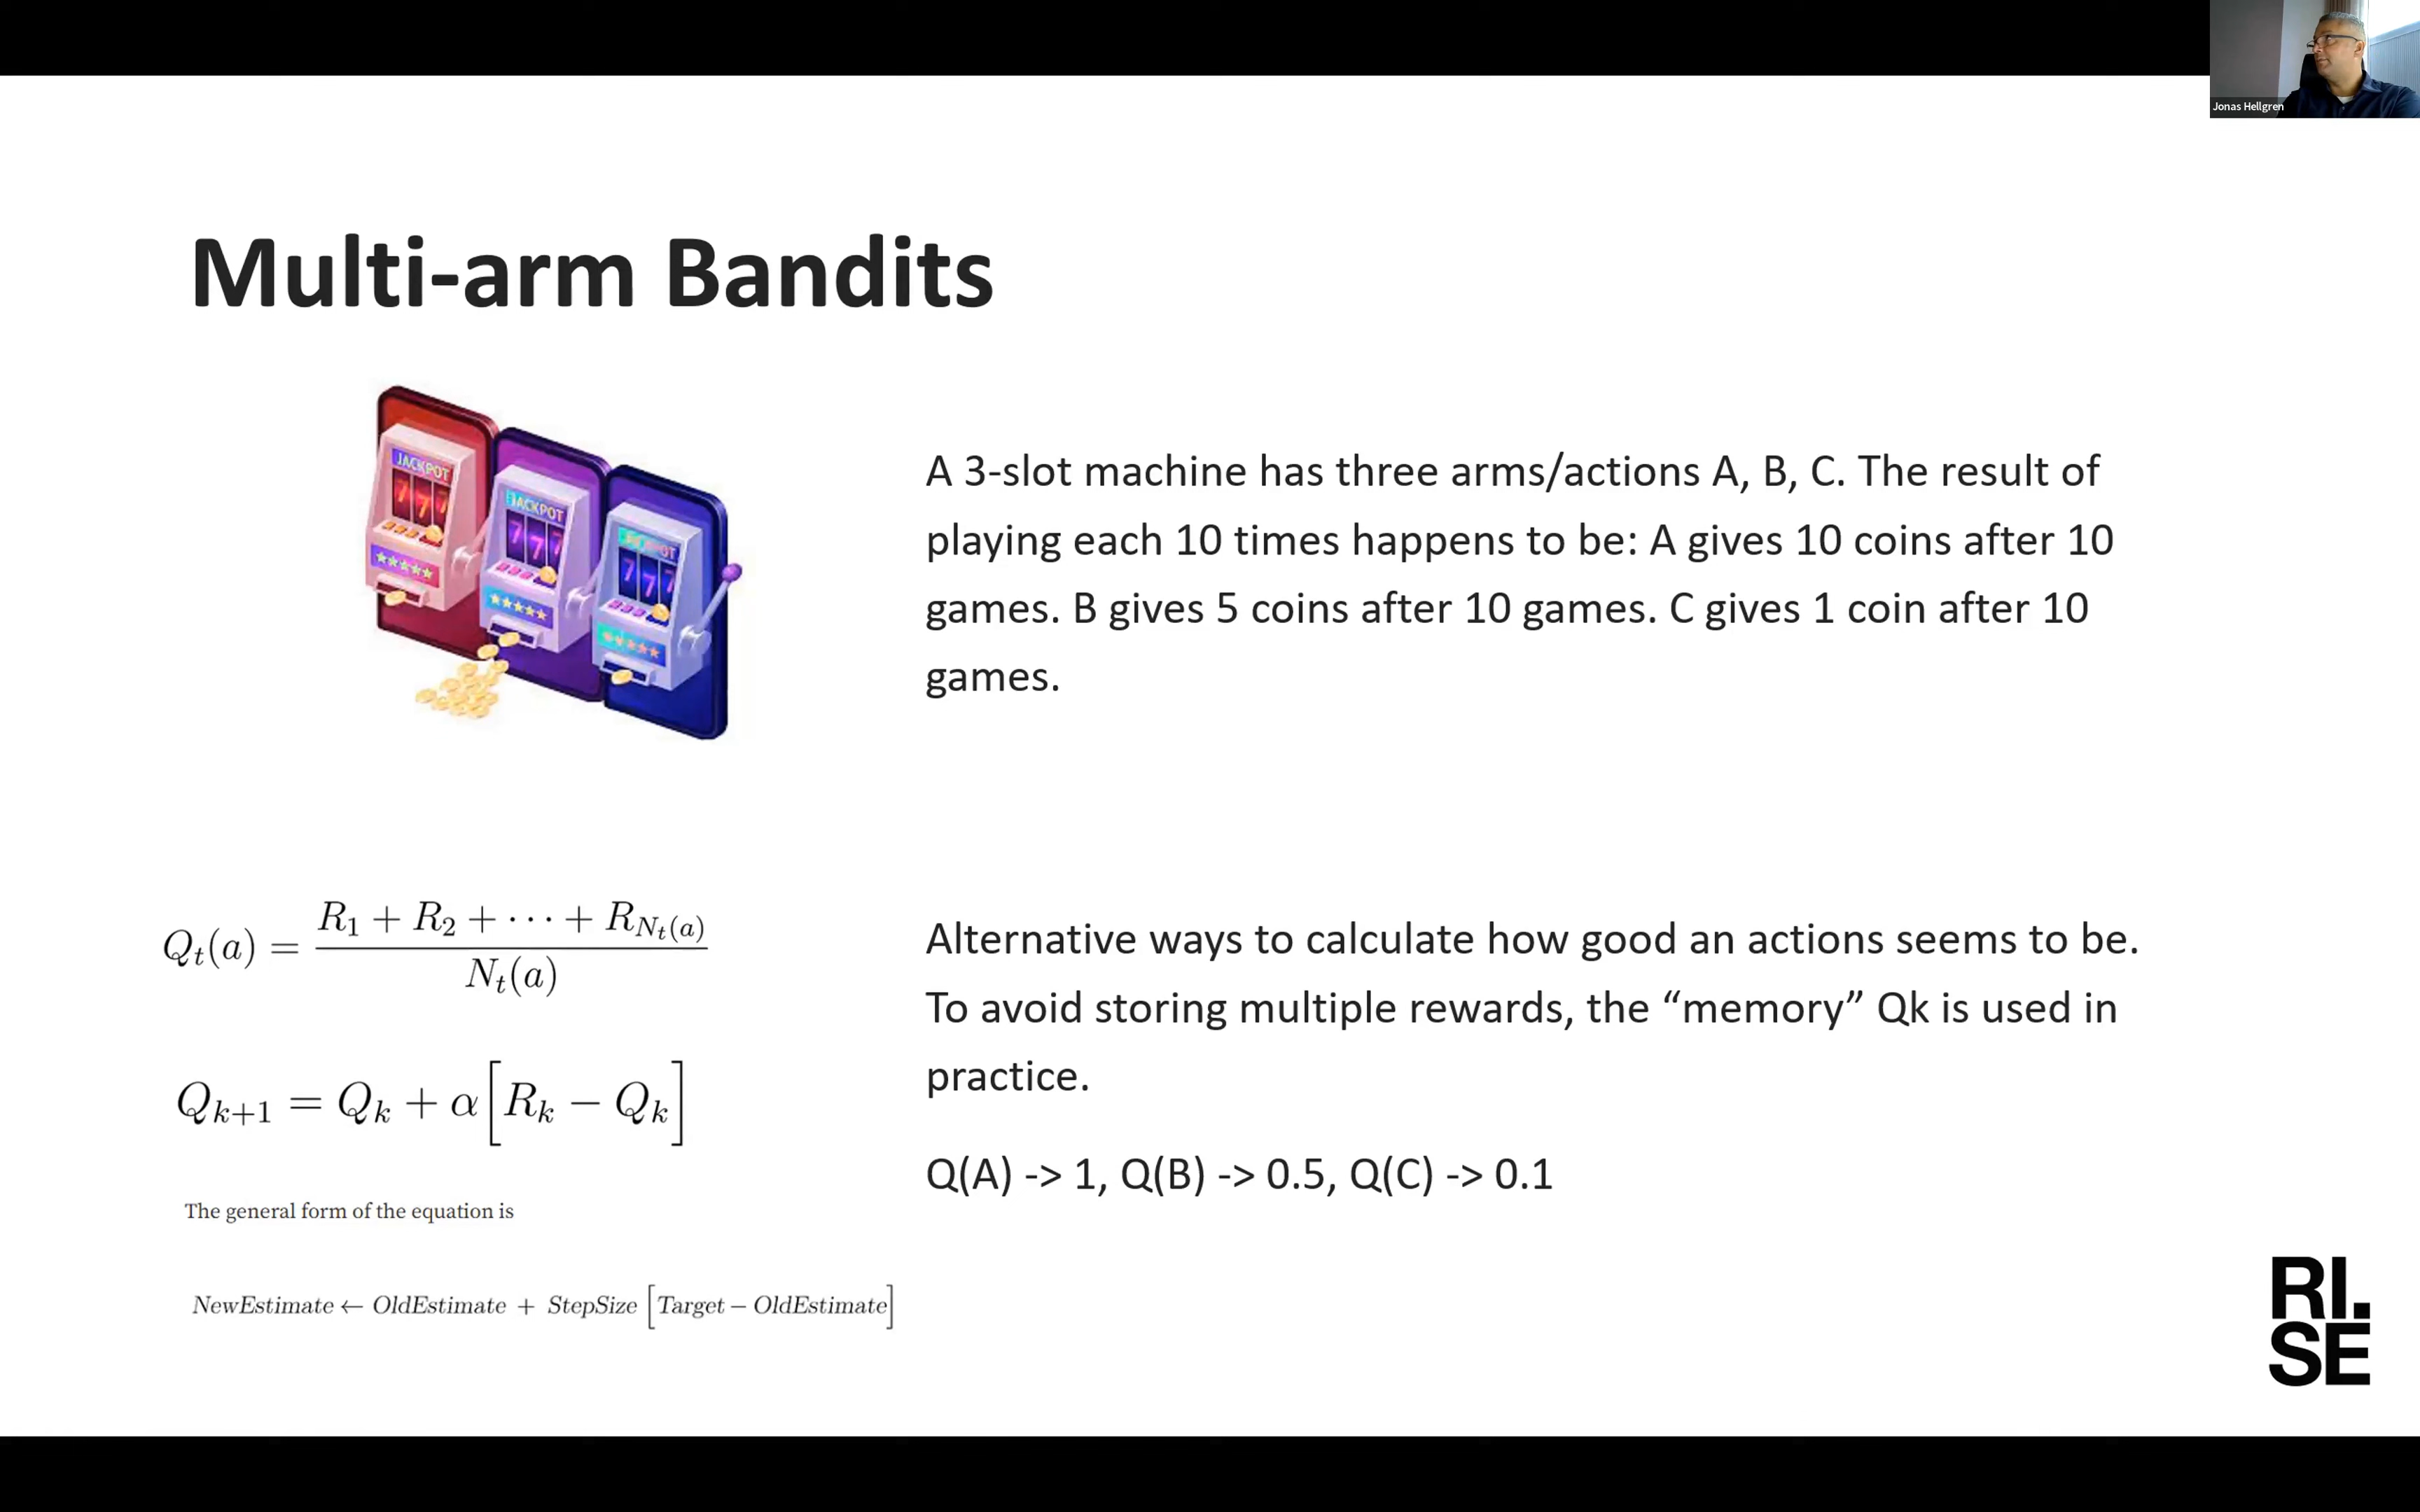 Jonas Hellgren
Multi-arm Bandits
JACKPOT
777
JACKPOT
777
777
A 3-slot machine has three arms/actions A, B, C. The result of
playing each 10 times happens to be: A gives 10 coins after 10
games. B gives 5 coins after 10 games. C gives 1 coin after 10
games.
Q_t(a) = \frac{R_1 + R_2 + \cdots + R_{N_t(a)}}{N_t(a)}
Q_{k+1} = Q_k + α[R_k − Q_k]
The general form of the equation is
NewEstimate ← OldEstimate + StepSize [Target − OldEstimate]
Alternative ways to calculate how good an actions seems to be.
To avoid storing multiple rewards, the “memory” Qk is used in
practice.
Q(A) -> 1, Q(B) -> 0.5, Q(C) -> 0.1
RI.
SE